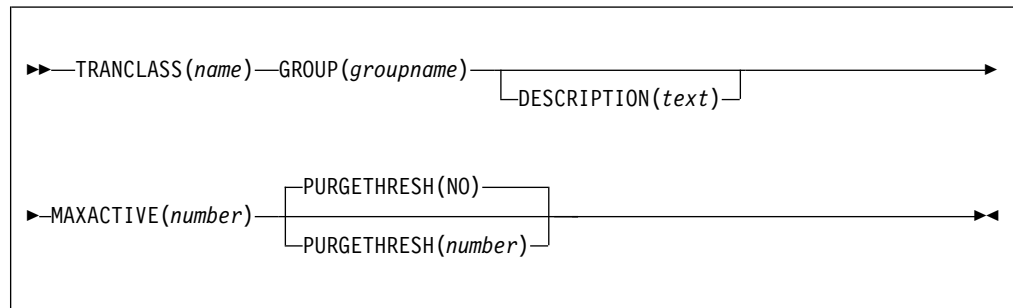 TRANCLASS(name) GROUP(groupname)
DESCRIPTION(text)
PURGETHRESH(NO)
MAXACTIVE(number)
PURGETHRESH(number)